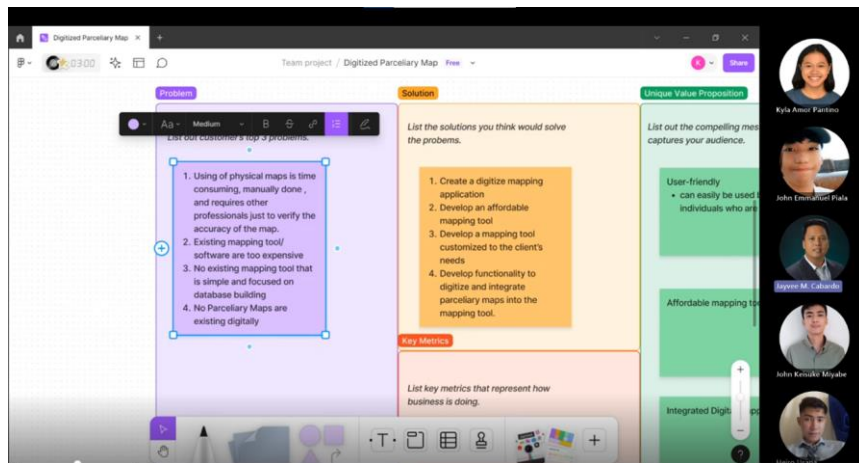 Digitized Parceliary Map
03:00
Team project / Digitized Parceliary Map Free
K
Share
Problem
Solution
Unique Value Proposition
Aa
Medium
B
S
List out customer's top 3 problems.
1. Using of physical maps is time
consuming, manually done ,
and requires other
professionals just to verify the
accuracy of the map.
2. Existing mapping tool/
software are too expensive
3. No existing mapping tool that
is simple and focused on
database building
4. No Parceliary Maps are
existing digitally
List the solutions you think would solve
the probems.
1. Create a digitize mapping
application
2. Develop an affordable
mapping tool
3. Develop a mapping tool
customized to the client's
needs
4. Develop functionality to
digitize and integrate
parceliary maps into the
mapping tool.
Key Metrics
List key metrics that represent how
business is doing.
List out the compelling
captures your audience.
User-friendly
• can easily be used
individuals who are
Affordable mapping
Integrated
T
?
Kyla Amor Pantino
John Emmanuel Piala
Jayvee M. Cabardo
John Keisuke Miyabe